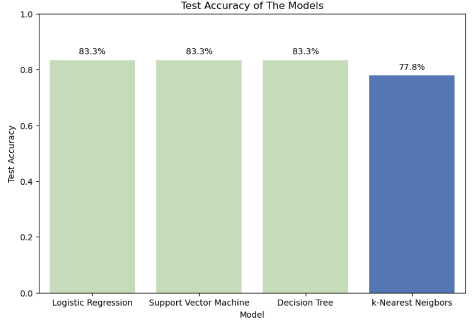 Test Accuracy of The Models
1.0
0.8
0.6
0.4
0.2
0.0
Test Accuracy
83.3%
83.3%
83.3%
77.8%
Logistic Regression
Support Vector Machine
Decision Tree
k-Nearest Neigbors
Model